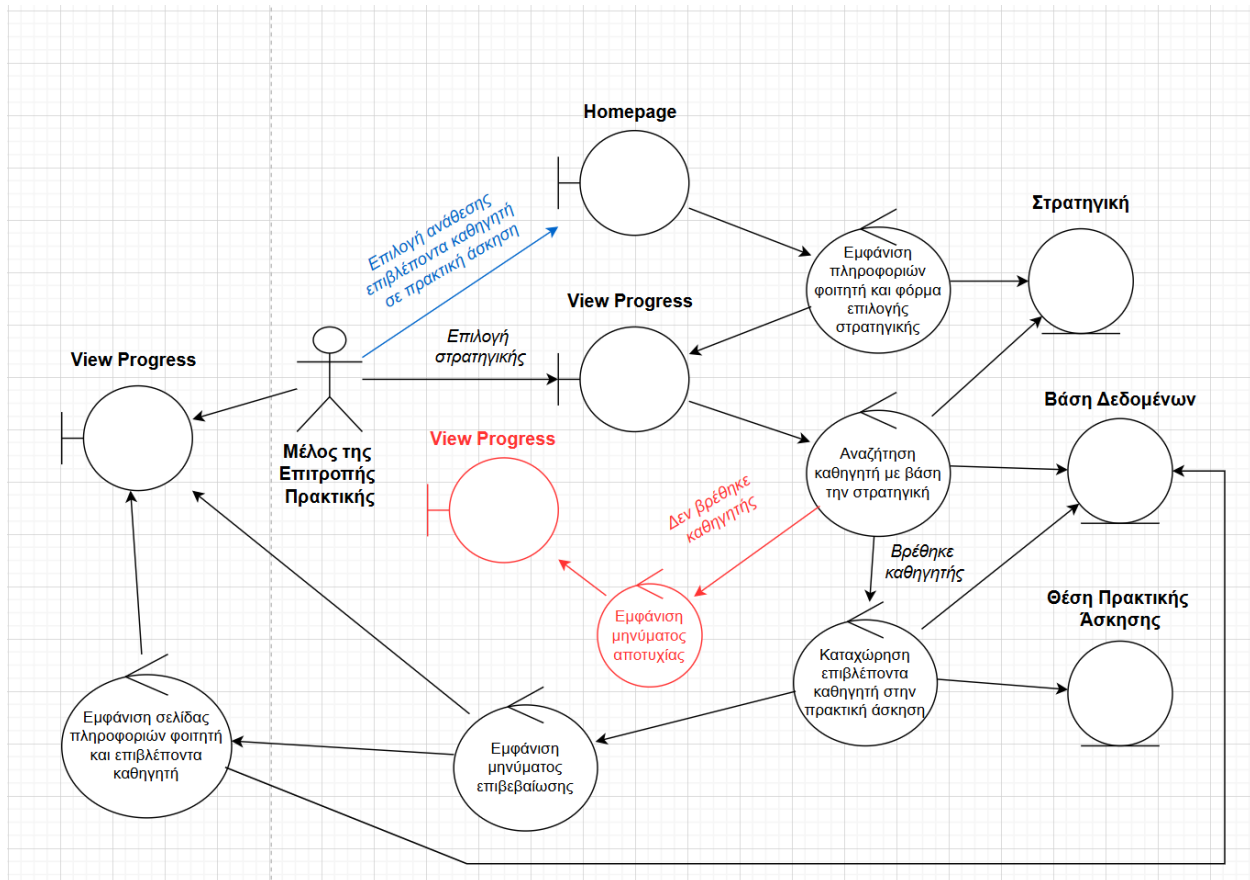 Homepage
Επιλογή ανάθεσης
επιβλέποντα καθηγητή
σε πρακτική άσκηση
Στρατηγική
Εμφάνιση
πληροφοριών
φοιτητή και φόρμα
επιλογής
στρατηγικής
View Progress
Επιλογή
στρατηγικής
View Progress
Μέλος της
Επιτροπής
Πρακτικής
Βάση Δεδομένων
View Progress
Αναζήτηση
καθηγητή με βάση
την στρατηγική
Δεν βρέθηκε
καθηγητής
Βρέθηκε
καθηγητής
Εμφάνιση
μηνύματος
αποτυχίας
Θέση Πρακτικής
Άσκησης
Καταχώρηση
επιβλέποντα
καθηγητή στην
πρακτική άσκηση
Εμφάνιση σελίδας
πληροφοριών φοιτητή
και επιβλέποντα
καθηγητή
Εμφάνιση
μηνύματος
επιβεβαίωσης